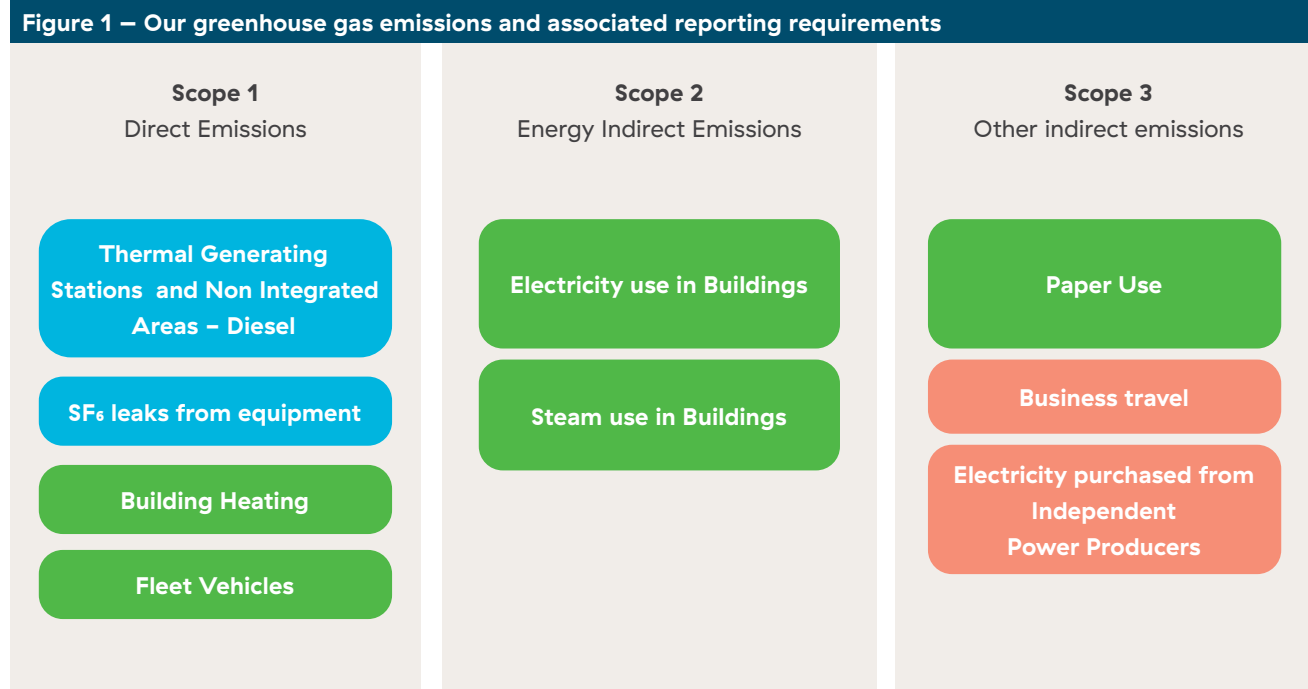 Figure 1 – Our greenhouse gas emissions and associated reporting requirements
Scope 1
Direct Emissions
Thermal Generating
Stations and Non Integrated
Areas – Diesel
SF₆ leaks from equipment
Building Heating
Fleet Vehicles
Scope 2
Energy Indirect Emissions
Electricity use in Buildings
Steam use in Buildings
Scope 3
Other indirect emissions
Paper Use
Business travel
Electricity purchased from
Independent
Power Producers